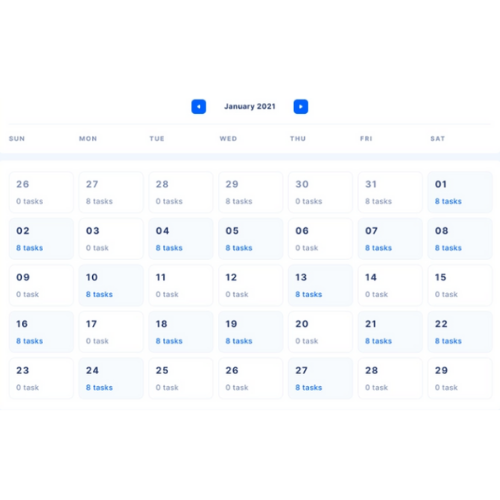 January 2021
SUN MON TUE WED THU FRI SAT
26 27 28 29 30 31 01
0 tasks 8 tasks 0 tasks 8 tasks 0 tasks 8 tasks 8 tasks
02 03 04 05 06 07 08
8 tasks 0 task 8 tasks 8 tasks 0 task 8 tasks 8 tasks
09 10 11 12 13 14 15
0 task 8 tasks 0 task 0 task 8 tasks 0 task 0 task
16 17 18 19 20 21 22
8 tasks 0 task 8 tasks 8 tasks 0 task 8 tasks 8 tasks
23 24 25 26 27 28 29
0 task 8 tasks 0 task 0 task 8 tasks 0 task 0 task